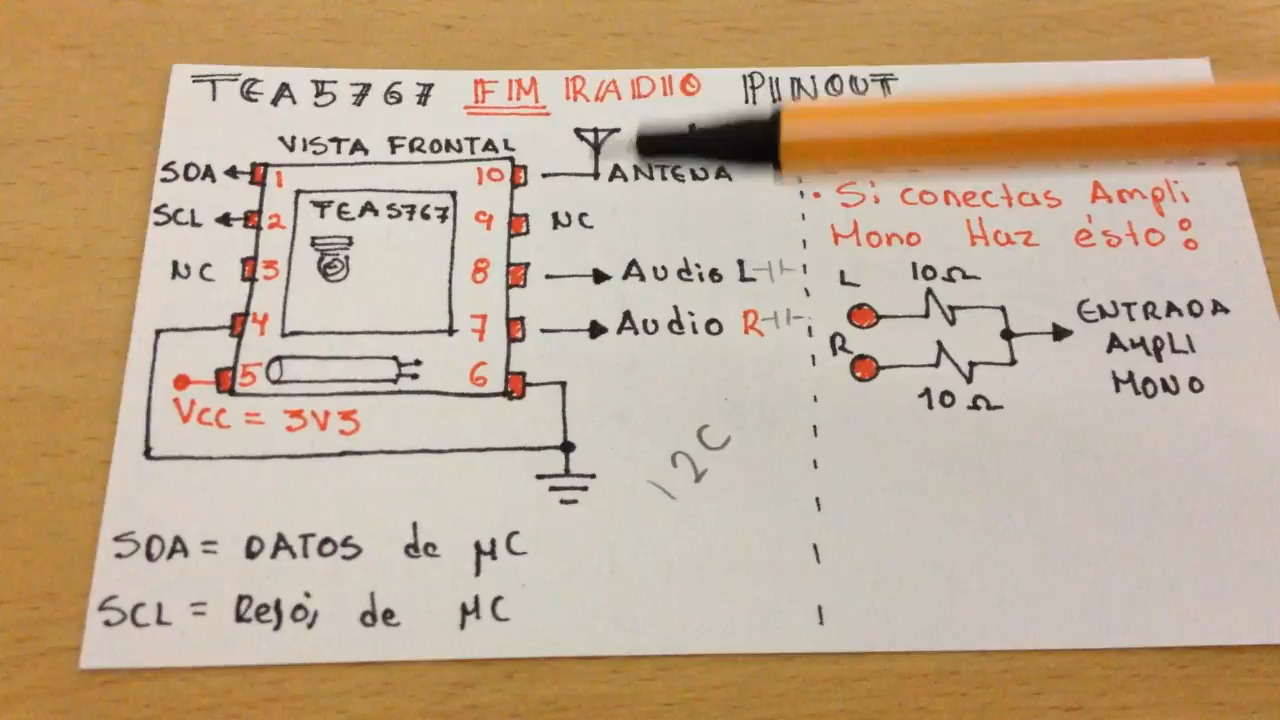 TEA5767 FM RADIO PINOUT
VISTA FRONTAL
SDA 1
SCL 2
NC 3
4
5
VCC = 3V3
TEA5767
10 ANTENA
9 NC
8 Audio L
7 Audio R
6
I2C
SDA = DATOS de µC
SCL = Reloj de µC
· Si conectas Ampli
Mono Haz ésto:
L 10Ω
R
10Ω
ENTRADA
AMPLI
MONO